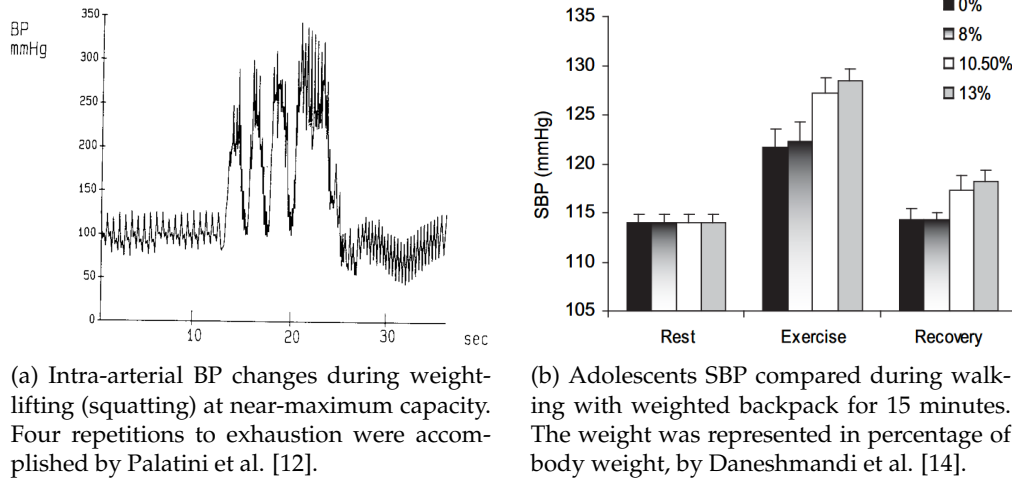 BP
mmHg
350
300
250
200
150
100
50
0
10
20
30
sec
(a) Intra-arterial BP changes during weight-
lifting (squatting) at near-maximum capacity.
Four repetitions to exhaustion were accom-
plished by Palatini et al. [12].
SBP (mmHg)
135
130
125
120
115
110
105
0%
8%
10.50%
13%
Rest
Exercise
Recovery
(b) Adolescents SBP compared during walk-
ing with weighted backpack for 15 minutes.
The weight was represented in percentage of
body weight, by Daneshmandi et al. [14].